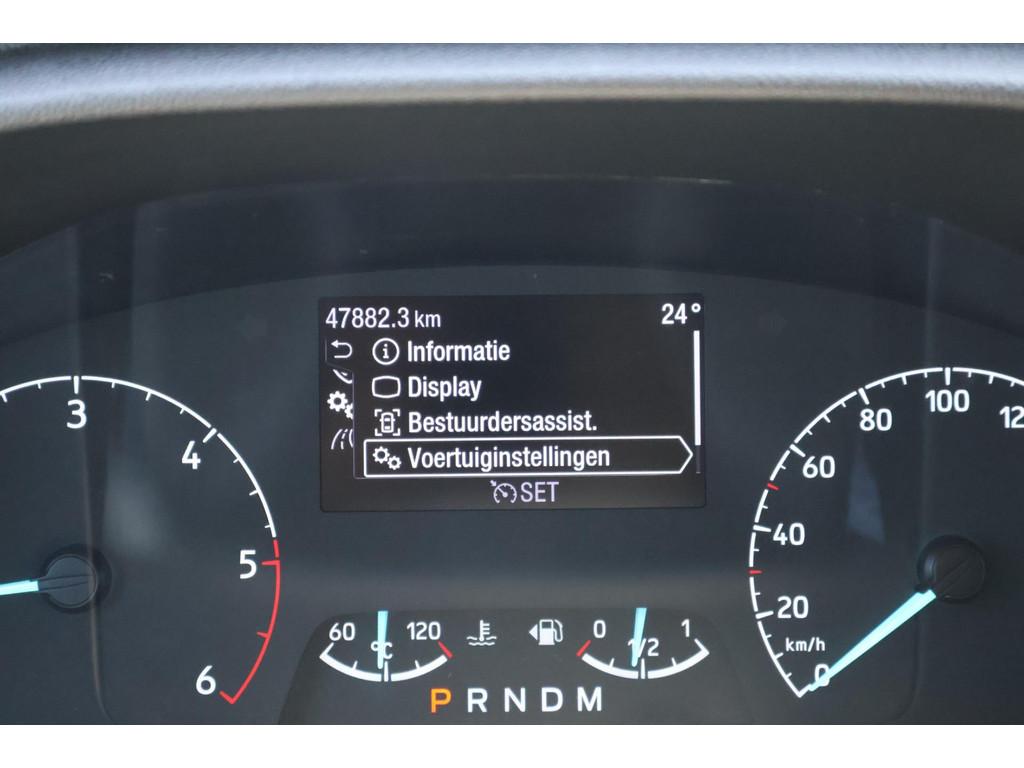 47882.3 km 24°
Informatie
Display
Bestuurdersassist.
Voertuiginstellingen
SET
3
4
5
6
60 °C 120
0 1/2 1
P R N D M
0
20
40
60
80
100
12
km/h